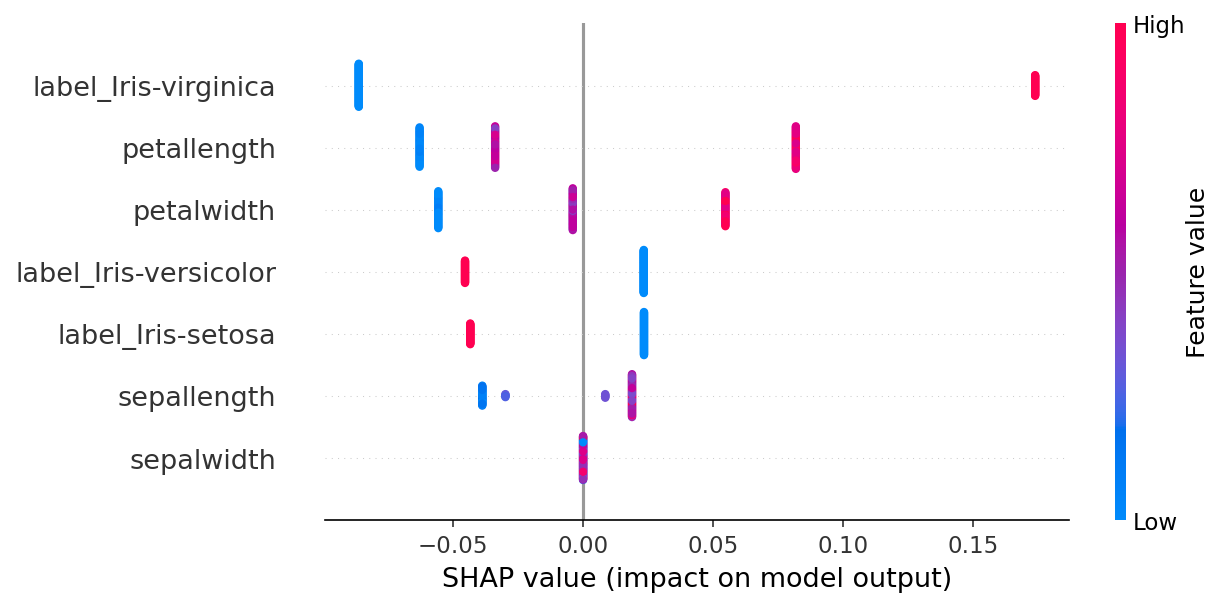 High
label_Iris-virginica
petallength
petalwidth
label_Iris-versicolor
label_Iris-setosa
sepallength
sepalwidth
Feature value
Low
−0.05 0.00 0.05 0.10 0.15
SHAP value (impact on model output)